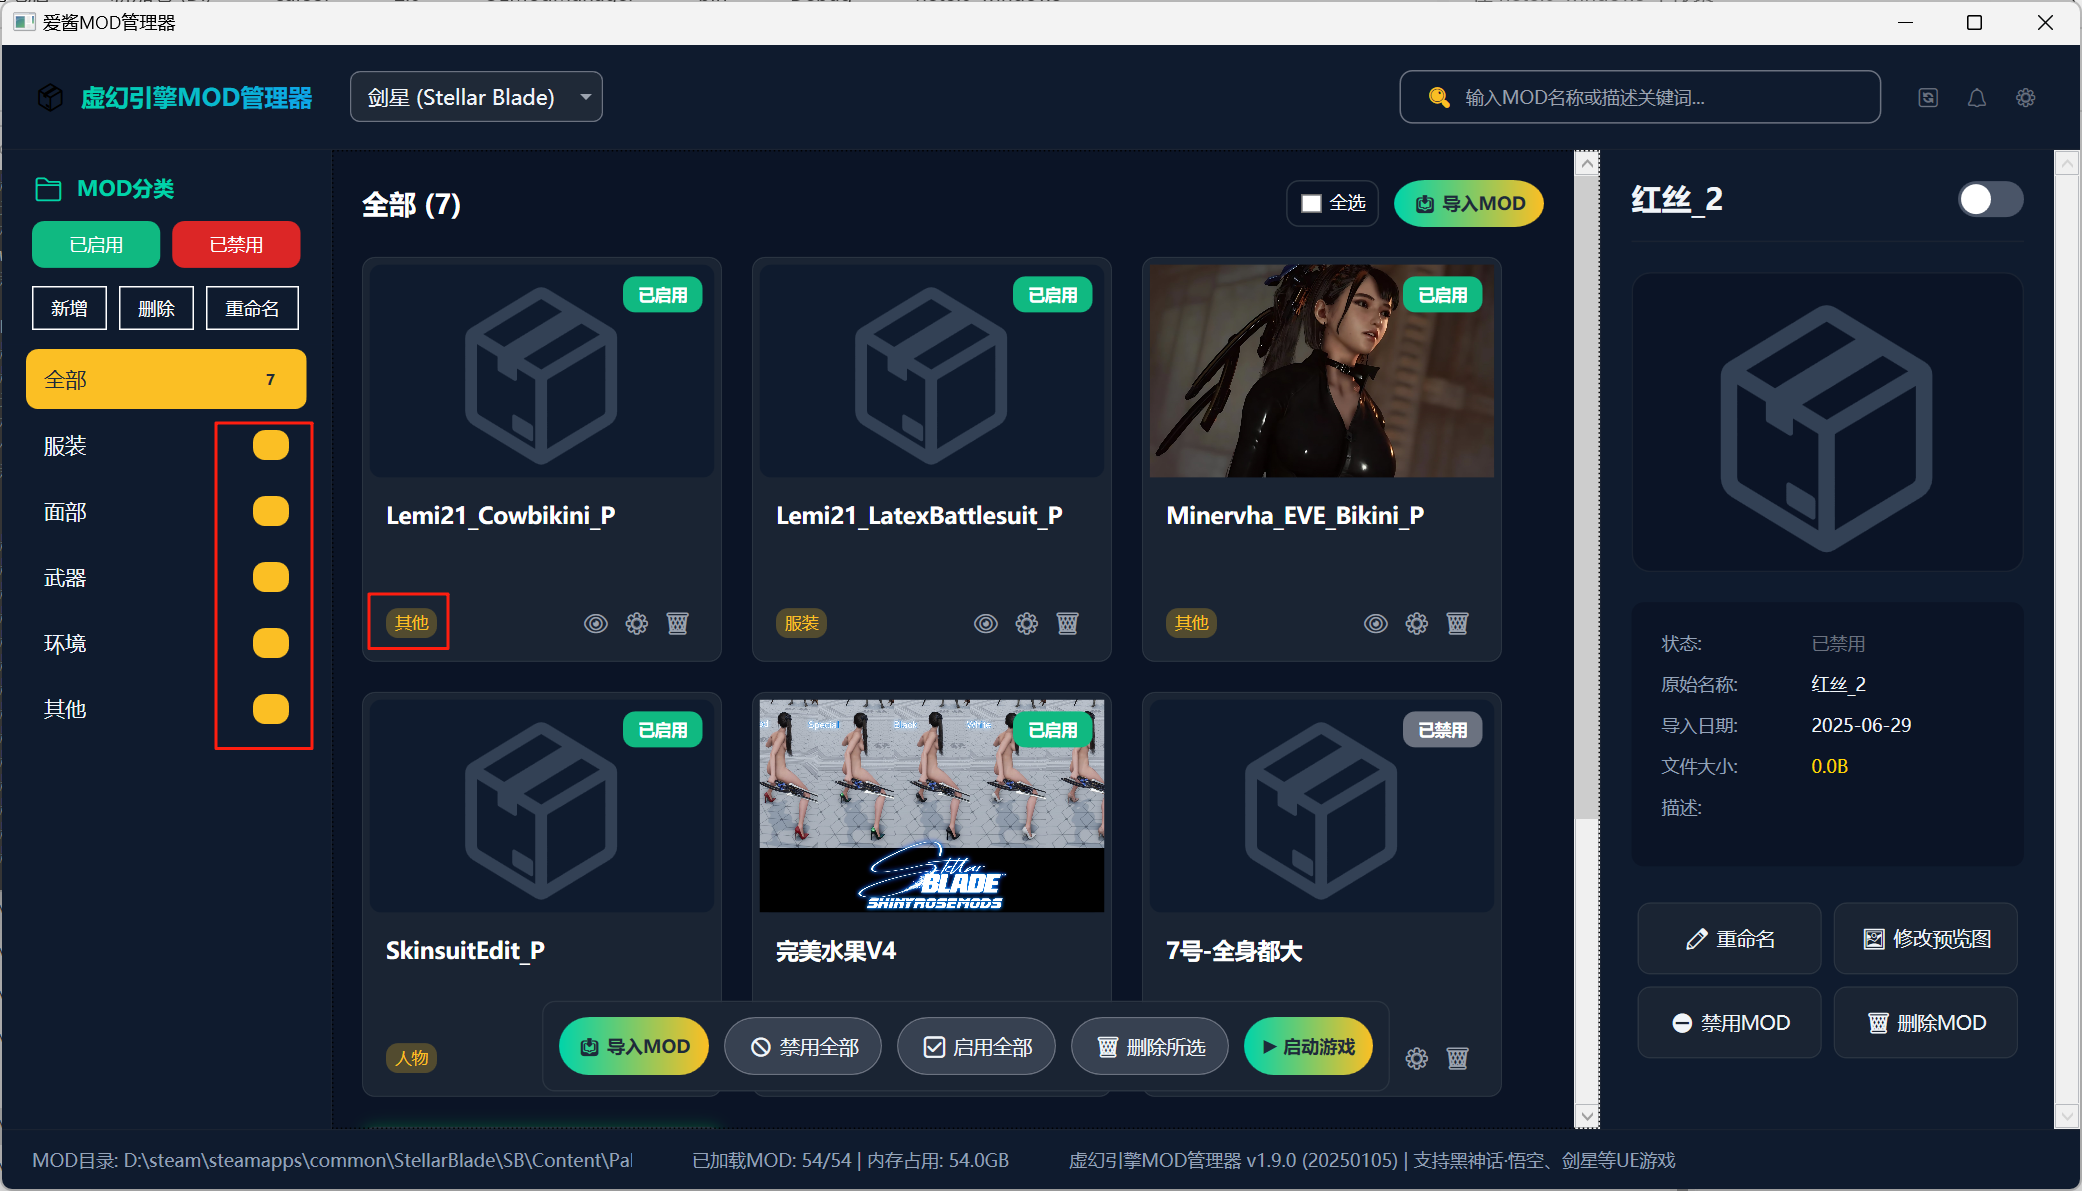 爱酱MOD管理器
虚幻引擎MOD管理器
剑星 (Stellar Blade)
输入MOD名称或描述关键词...
MOD分类
已启用
已禁用
新增
删除
重命名
全部
7
服装
面部
武器
环境
其他
全部 (7)
全选
导入MOD
已启用
Lemi21_Cowbikini_P
其他
已启用
Lemi21_LatexBattlesuit_P
服装
已启用
Minervha_EVE_Bikini_P
其他
已启用
SkinsuitEdit_P
人物
Special
Black
White
已启用
Stellar
BLADE
SHINYROSEMODS
完美水果V4
已禁用
7号-全身都大
导入MOD
禁用全部
启用全部
删除所选
启动游戏
红丝_2
状态:
已禁用
原始名称:
红丝_2
导入日期:
2025-06-29
文件大小:
0.0B
描述:
重命名
修改预览图
禁用MOD
删除MOD
MOD目录: D:\steam\steamapps\common\StellarBlade\SB\Content\Pa
已加载MOD: 54/54 | 内存占用: 54.0GB
虚幻引擎MOD管理器 v1.9.0 (20250105) | 支持黑神话·悟空、剑星等UE游戏